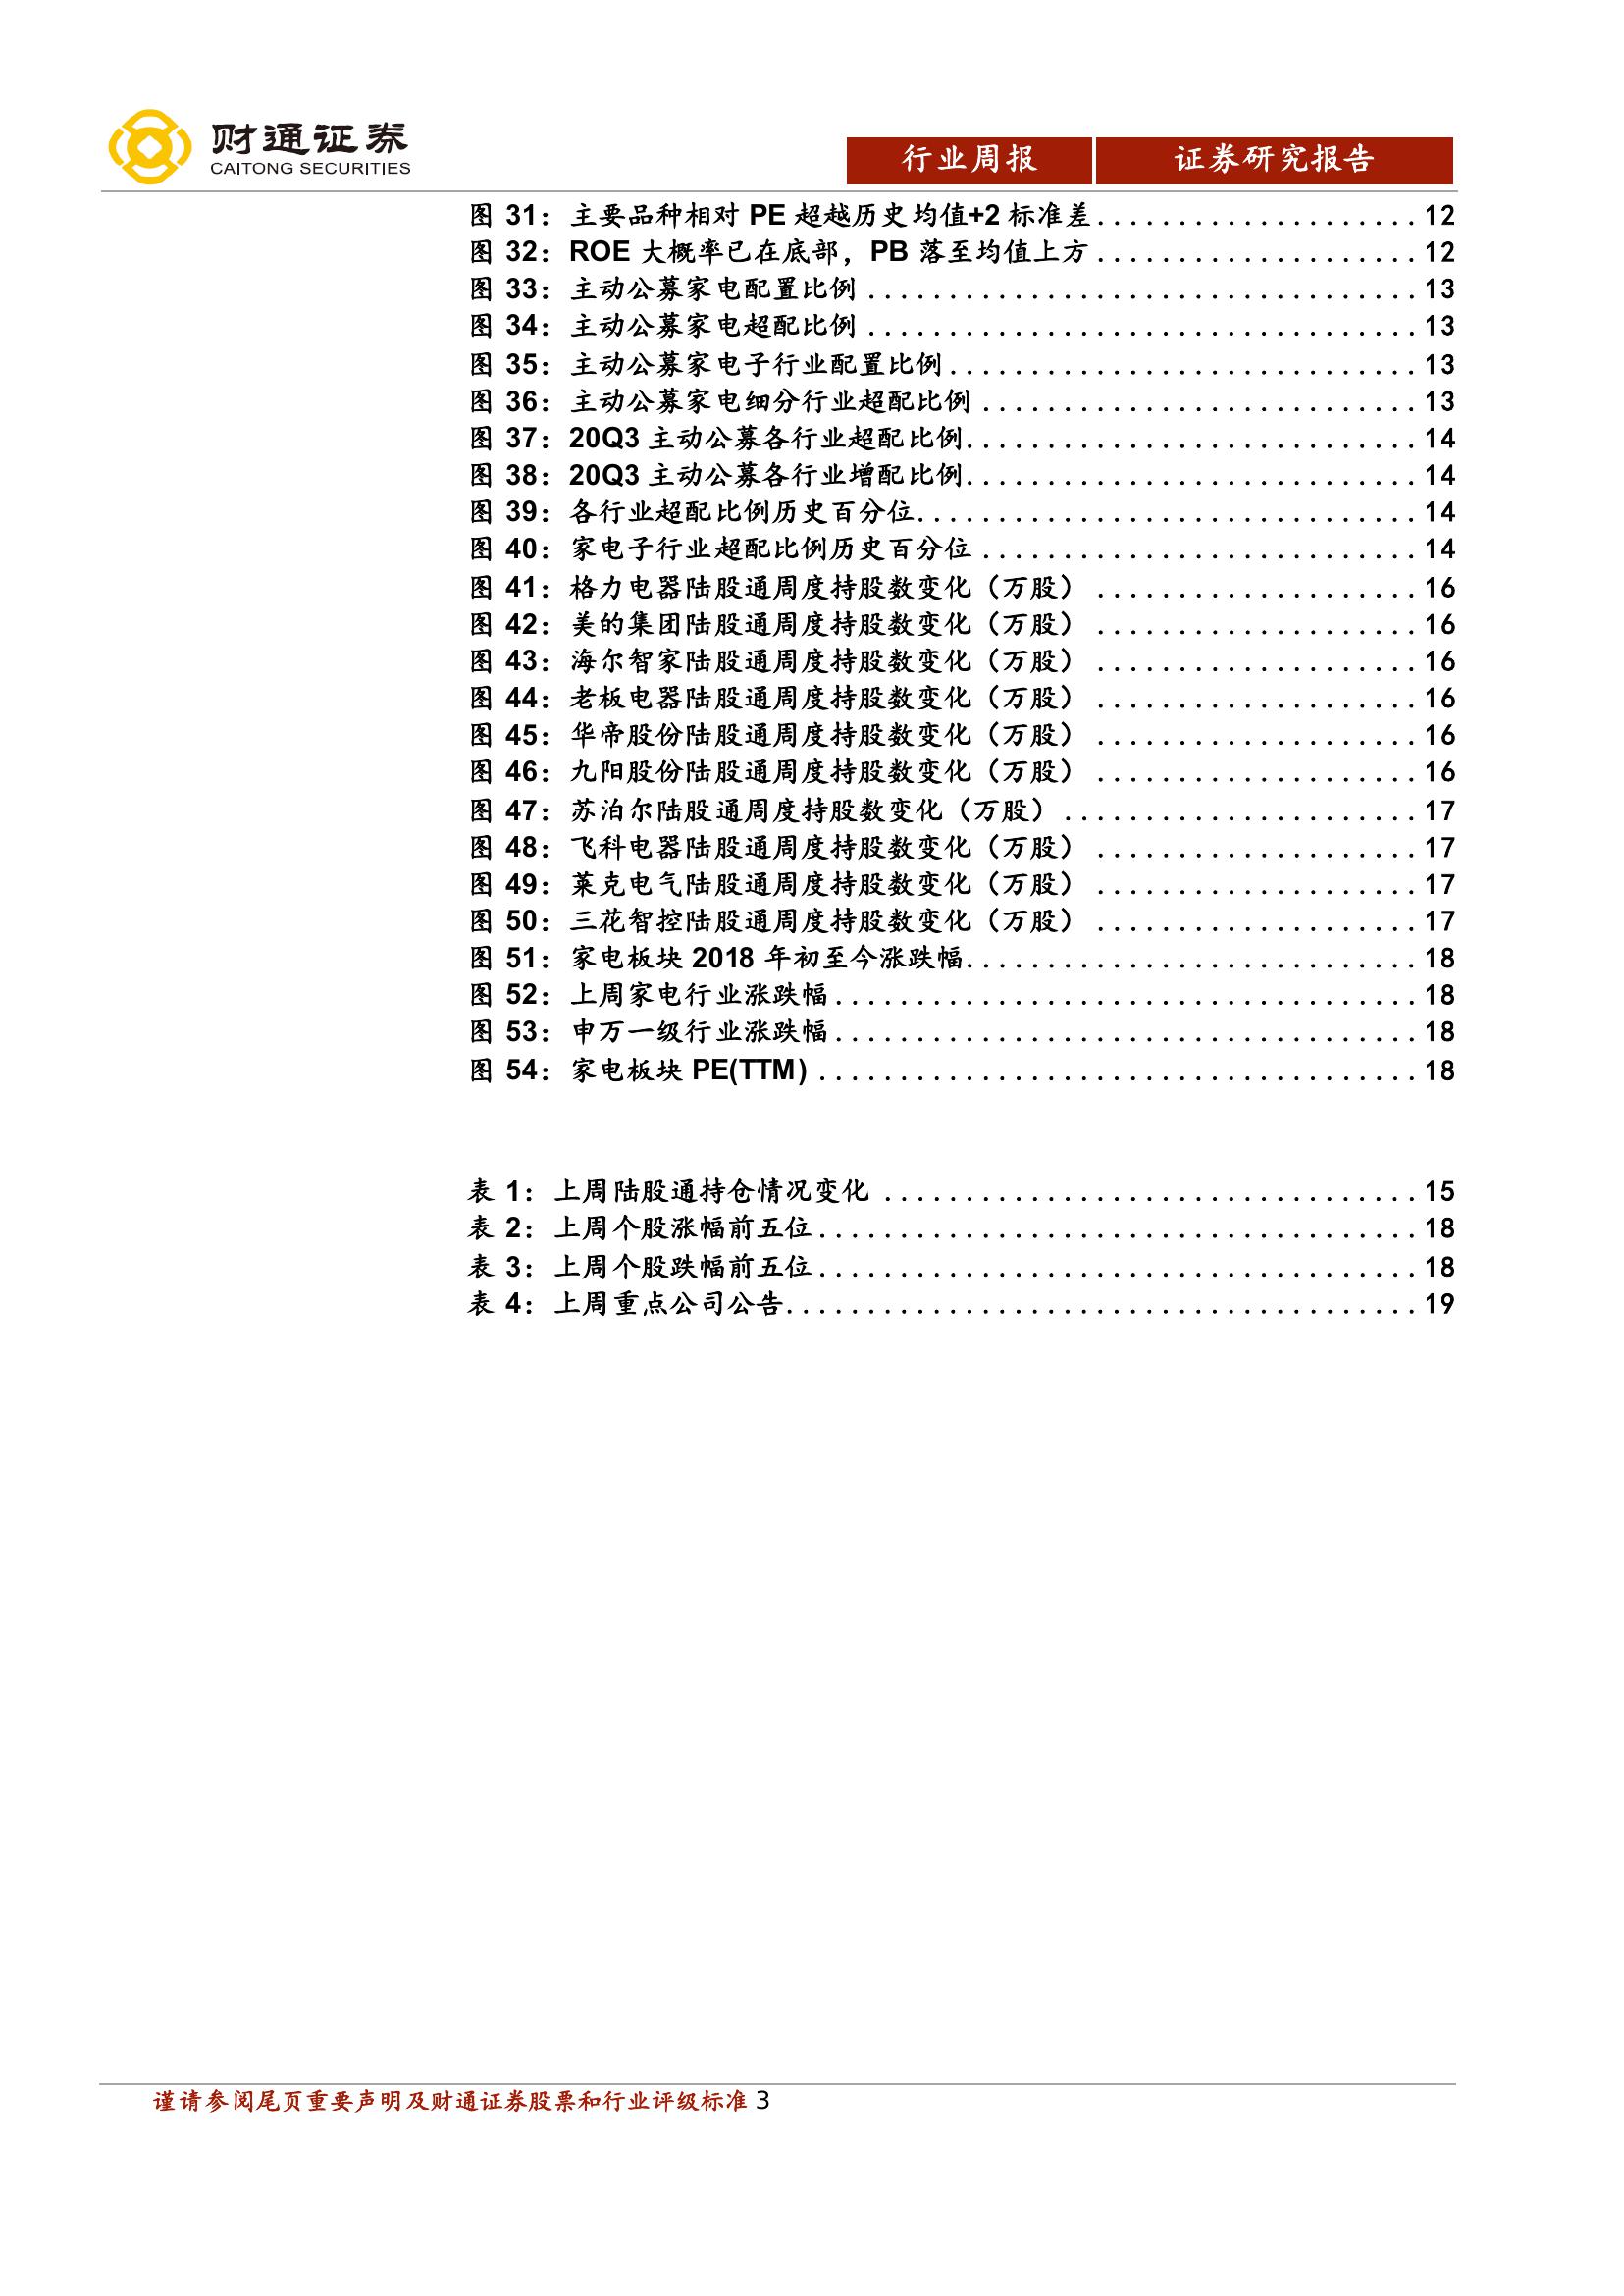 财通证券
CAITONG SECURITIES
行业周报 证券研究报告
图 31：主要品种相对 PE 超越历史均值+2 标准差....................12
图 32：ROE 大概率已在底部，PB 落至均值上方....................12
图 33：主动公募家电配置比例..................................13
图 34：主动公募家电超配比例..................................13
图 35：主动公募家电子行业配置比例.............................13
图 36：主动公募家电细分行业超配比例...........................13
图 37：20Q3 主动公募各行业超配比例............................14
图 38：20Q3 主动公募各行业增配比例............................14
图 39：各行业超配比例历史百分位...............................14
图 40：家电子行业超配比例历史百分位...........................14
图 41：格力电器陆股通周度持股数变化（万股）....................16
图 42：美的集团陆股通周度持股数变化（万股）....................16
图 43：海尔智家陆股通周度持股数变化（万股）....................16
图 44：老板电器陆股通周度持股数变化（万股）....................16
图 45：华帝股份陆股通周度持股数变化（万股）....................16
图 46：九阳股份陆股通周度持股数变化（万股）....................16
图 47：苏泊尔陆股通周度持股数变化（万股）......................17
图 48：飞科电器陆股通周度持股数变化（万股）....................17
图 49：莱克电气陆股通周度持股数变化（万股）....................17
图 50：三花智控陆股通周度持股数变化（万股）....................17
图 51：家电板块 2018 年初至今涨跌幅............................18
图 52：上周家电行业涨跌幅....................................18
图 53：申万一级行业涨跌幅....................................18
图 54：家电板块 PE(TTM).....................................18
表 1：上周陆股通持仓情况变化.................................15
表 2：上周个股涨幅前五位.....................................18
表 3：上周个股跌幅前五位.....................................18
表 4：上周重点公司公告.......................................19
谨请参阅尾页重要声明及财通证券股票和行业评级标准 3